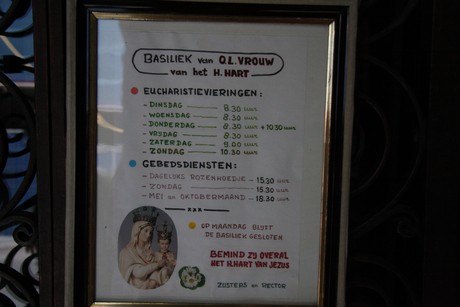 BASILIEK van O.L. VROUW
van het H. HART
EUCHARISTIEVIERINGEN:
- DINSDAG 8.30 uur
- WOENSDAG 8.30 uur
- DONDERDAG 8.30 uur + 10.30 uur
- VRIJDAG 8.30 uur
- ZATERDAG 9.00 uur
- ZONDAG 10.30 uur
GEBEDSDIENSTEN:
- DAGELIJKS ROZENHOEDJE - 15.30 uur
- ZONDAG 15.30 uur
- MEI en OKTOBERMAAND - 18.30 uur
OP MAANDAG BLIJFT
DE BASILIEK GESLOTEN
BEMIND ZIJ OVERAL
HET H.HART VAN JEZUS
ZUSTERS en RECTOR